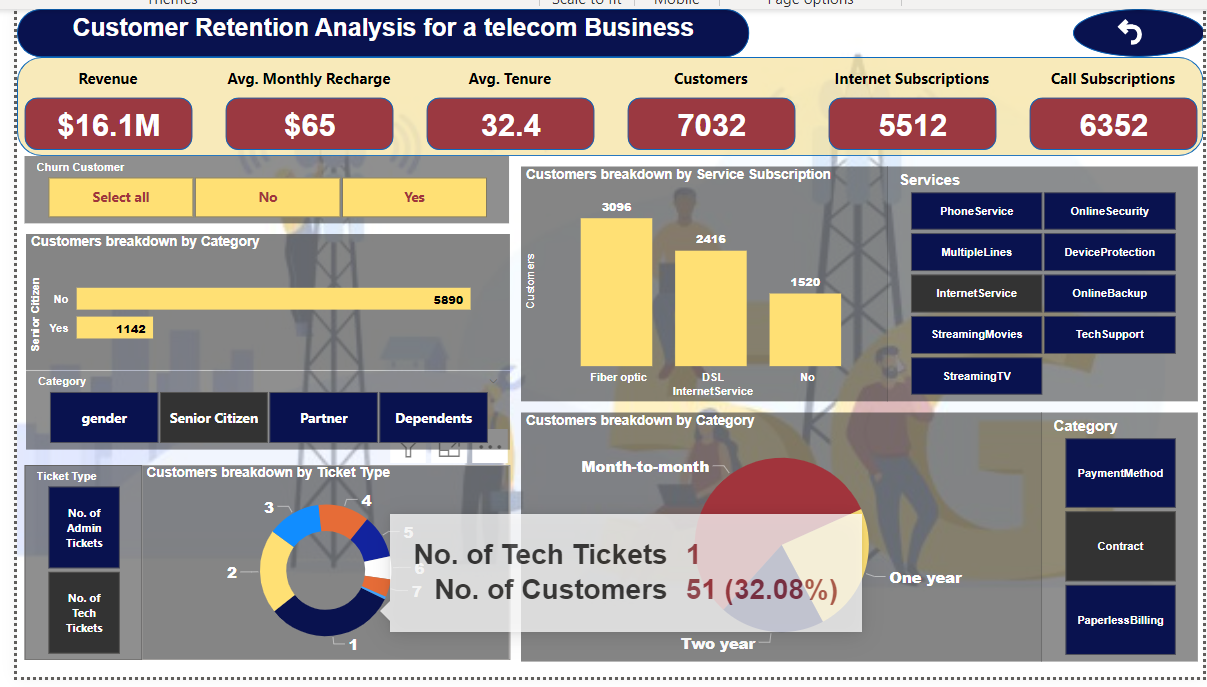 Themes
Scale to fit
Mobile
Page options
Customer Retention Analysis for a telecom Business
Revenue
Avg. Monthly Recharge
Avg. Tenure
Customers
Internet Subscriptions
Call Subscriptions
$16.1M
$65
32.4
7032
5512
6352
Churn Customer
Select all
No
Yes
Customers breakdown by Category
Senior Citizen
No
5890
Yes
1142
Category
gender
Senior Citizen
Partner
Dependents
Customers breakdown by Service Subscription
Customers
3096
2416
1520
Fiber optic
DSL
No
InternetService
Services
PhoneService
OnlineSecurity
MultipleLines
DeviceProtection
InternetService
OnlineBackup
StreamingMovies
TechSupport
StreamingTV
Ticket Type
No. of
Admin
Tickets
No. of
Tech
Tickets
Customers breakdown by Ticket Type
3
4
5
2
6
7
1
No. of Tech Tickets 1
No. of Customers 51 (32.08%)
Customers breakdown by Category
Month-to-month
One year
Two year
Category
PaymentMethod
Contract
PaperlessBilling
5G